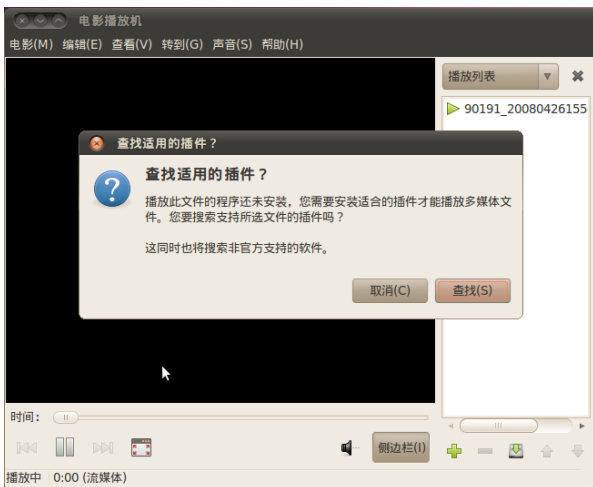 电影播放机
电影(M) 编辑(E) 查看(V) 转到(G) 声音(S) 帮助(H)
播放列表
90191_20080426155
查找适用的插件？
查找适用的插件？
播放此文件的程序还未安装，您需要安装适合的插件才能播放多媒体文
件。您要搜索支持所选文件的插件吗？
这同时也将搜索非官方支持的软件。
取消(C) 查找(S)
时间：
侧边栏(I)
播放中 0:00 (流媒体)